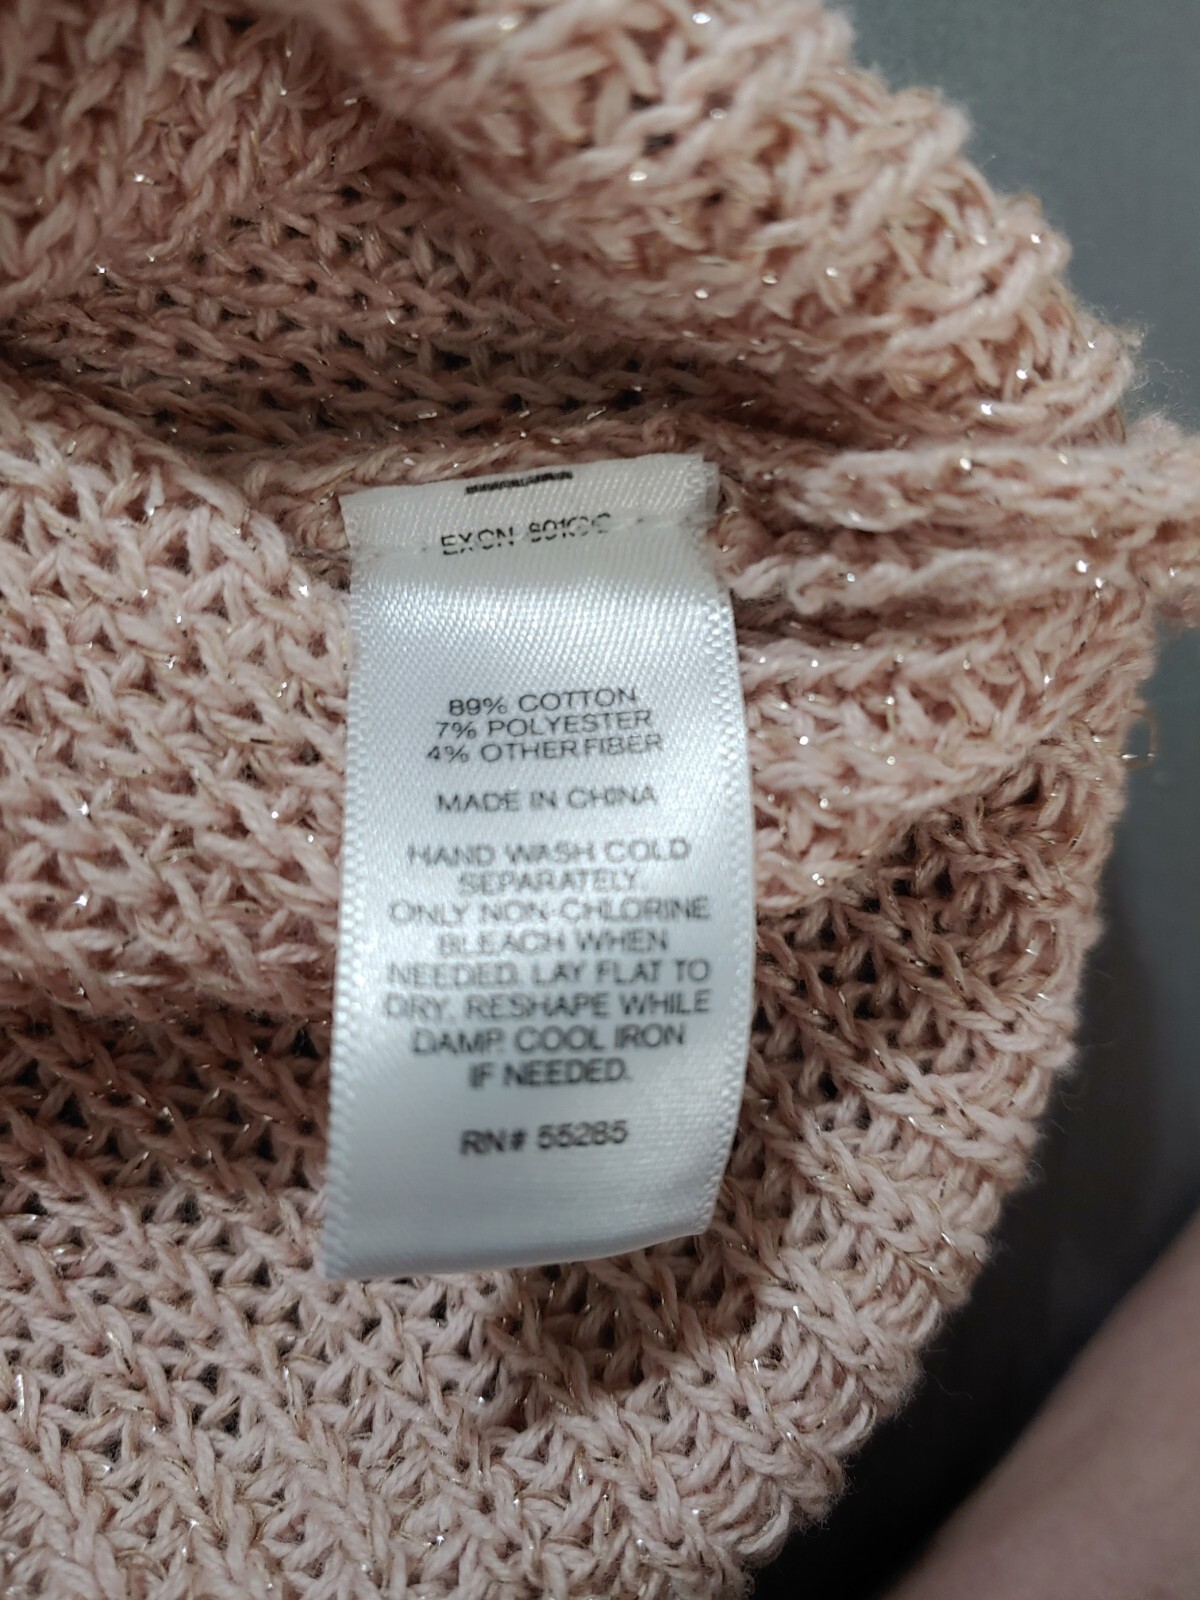 89% COTTON
7% POLYESTER
4% OTHER FIBER
MADE IN CHINA
HAND WASH COLD
SEPARATELY.
ONLY NON-CHLORINE
BLEACH WHEN
NEEDED. LAY FLAT TO
DRY. RESHAPE WHILE
DAMP. COOL IRON
IF NEEDED.
RN# 55285